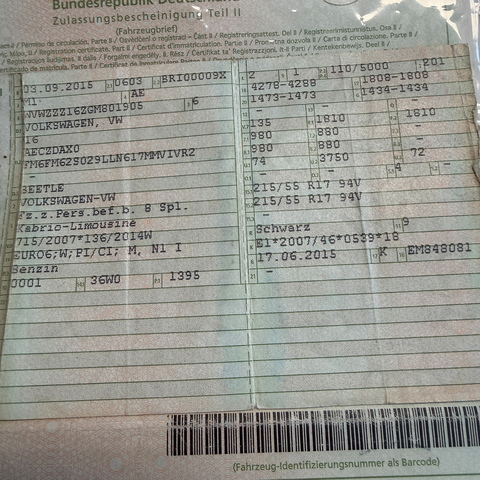 Bundesrepublik Deutschland
Zulassungsbescheinigung Teil II
(Fahrzeugbrief)
03.09.2015 0603 BRI00009X
M1 AE
WVWZZZ16ZGM801905 6
VOLKSWAGEN, VW
16
AECZDAX0
FM6FM62S029LLN617MMVIVR2
-
BEETLE
VOLKSWAGEN-VW
Fz.z.Pers.bef.b. 8 Spl.
Kabrio-Limousine
715/2007*136/2014W
EURO6;W;PI/CI; M, N1 I
Benzin
0001 36W0 1395
2 1 110/5000 201
4278-4288 1808-1808
1473-1473 1434-1434
- - -
135 1810 1810
980 880 -
980 880 -
74 3750 72
- 4 -
215/55 R17 94V
215/55 R17 94V
-
Schwarz 9
E1*2007/46*0539*18
17.06.2015 K EM848081
-
(Fahrzeug-Identifizierungsnummer als Barcode)